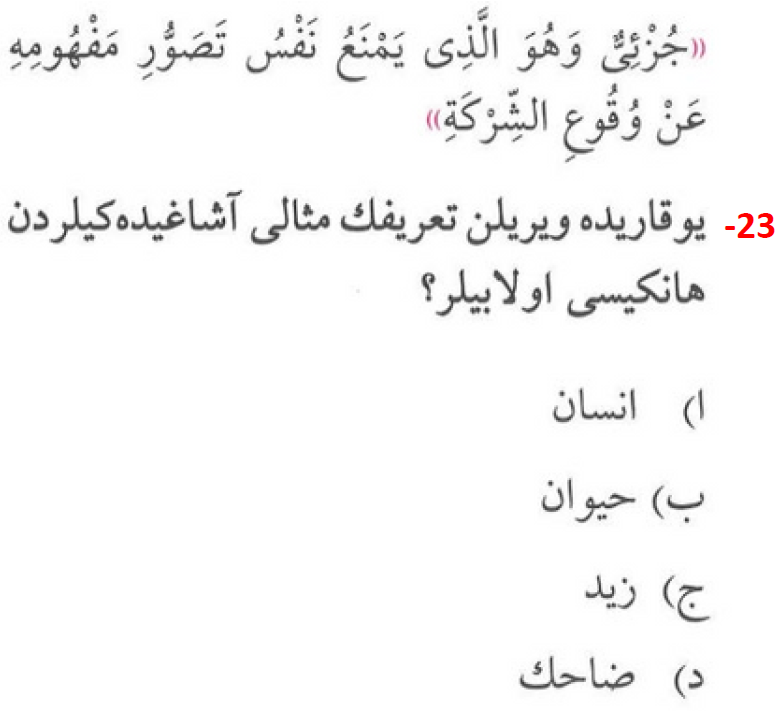 «جُزْئِيٌّ وَهُوَ الَّذِى يَمْنَعُ نَفْسُ تَصَوُّرِ مَفْهُومِهِ
عَنْ وُقُوعِ الشِّرْكَةِ»
23- يوقاريده ويريلن تعريفك مثالى آشاغيده‌كيلردن
هانكيسى اولابيلر؟
ا) انسان
ب) حيوان
ج) زيد
د) ضاحك